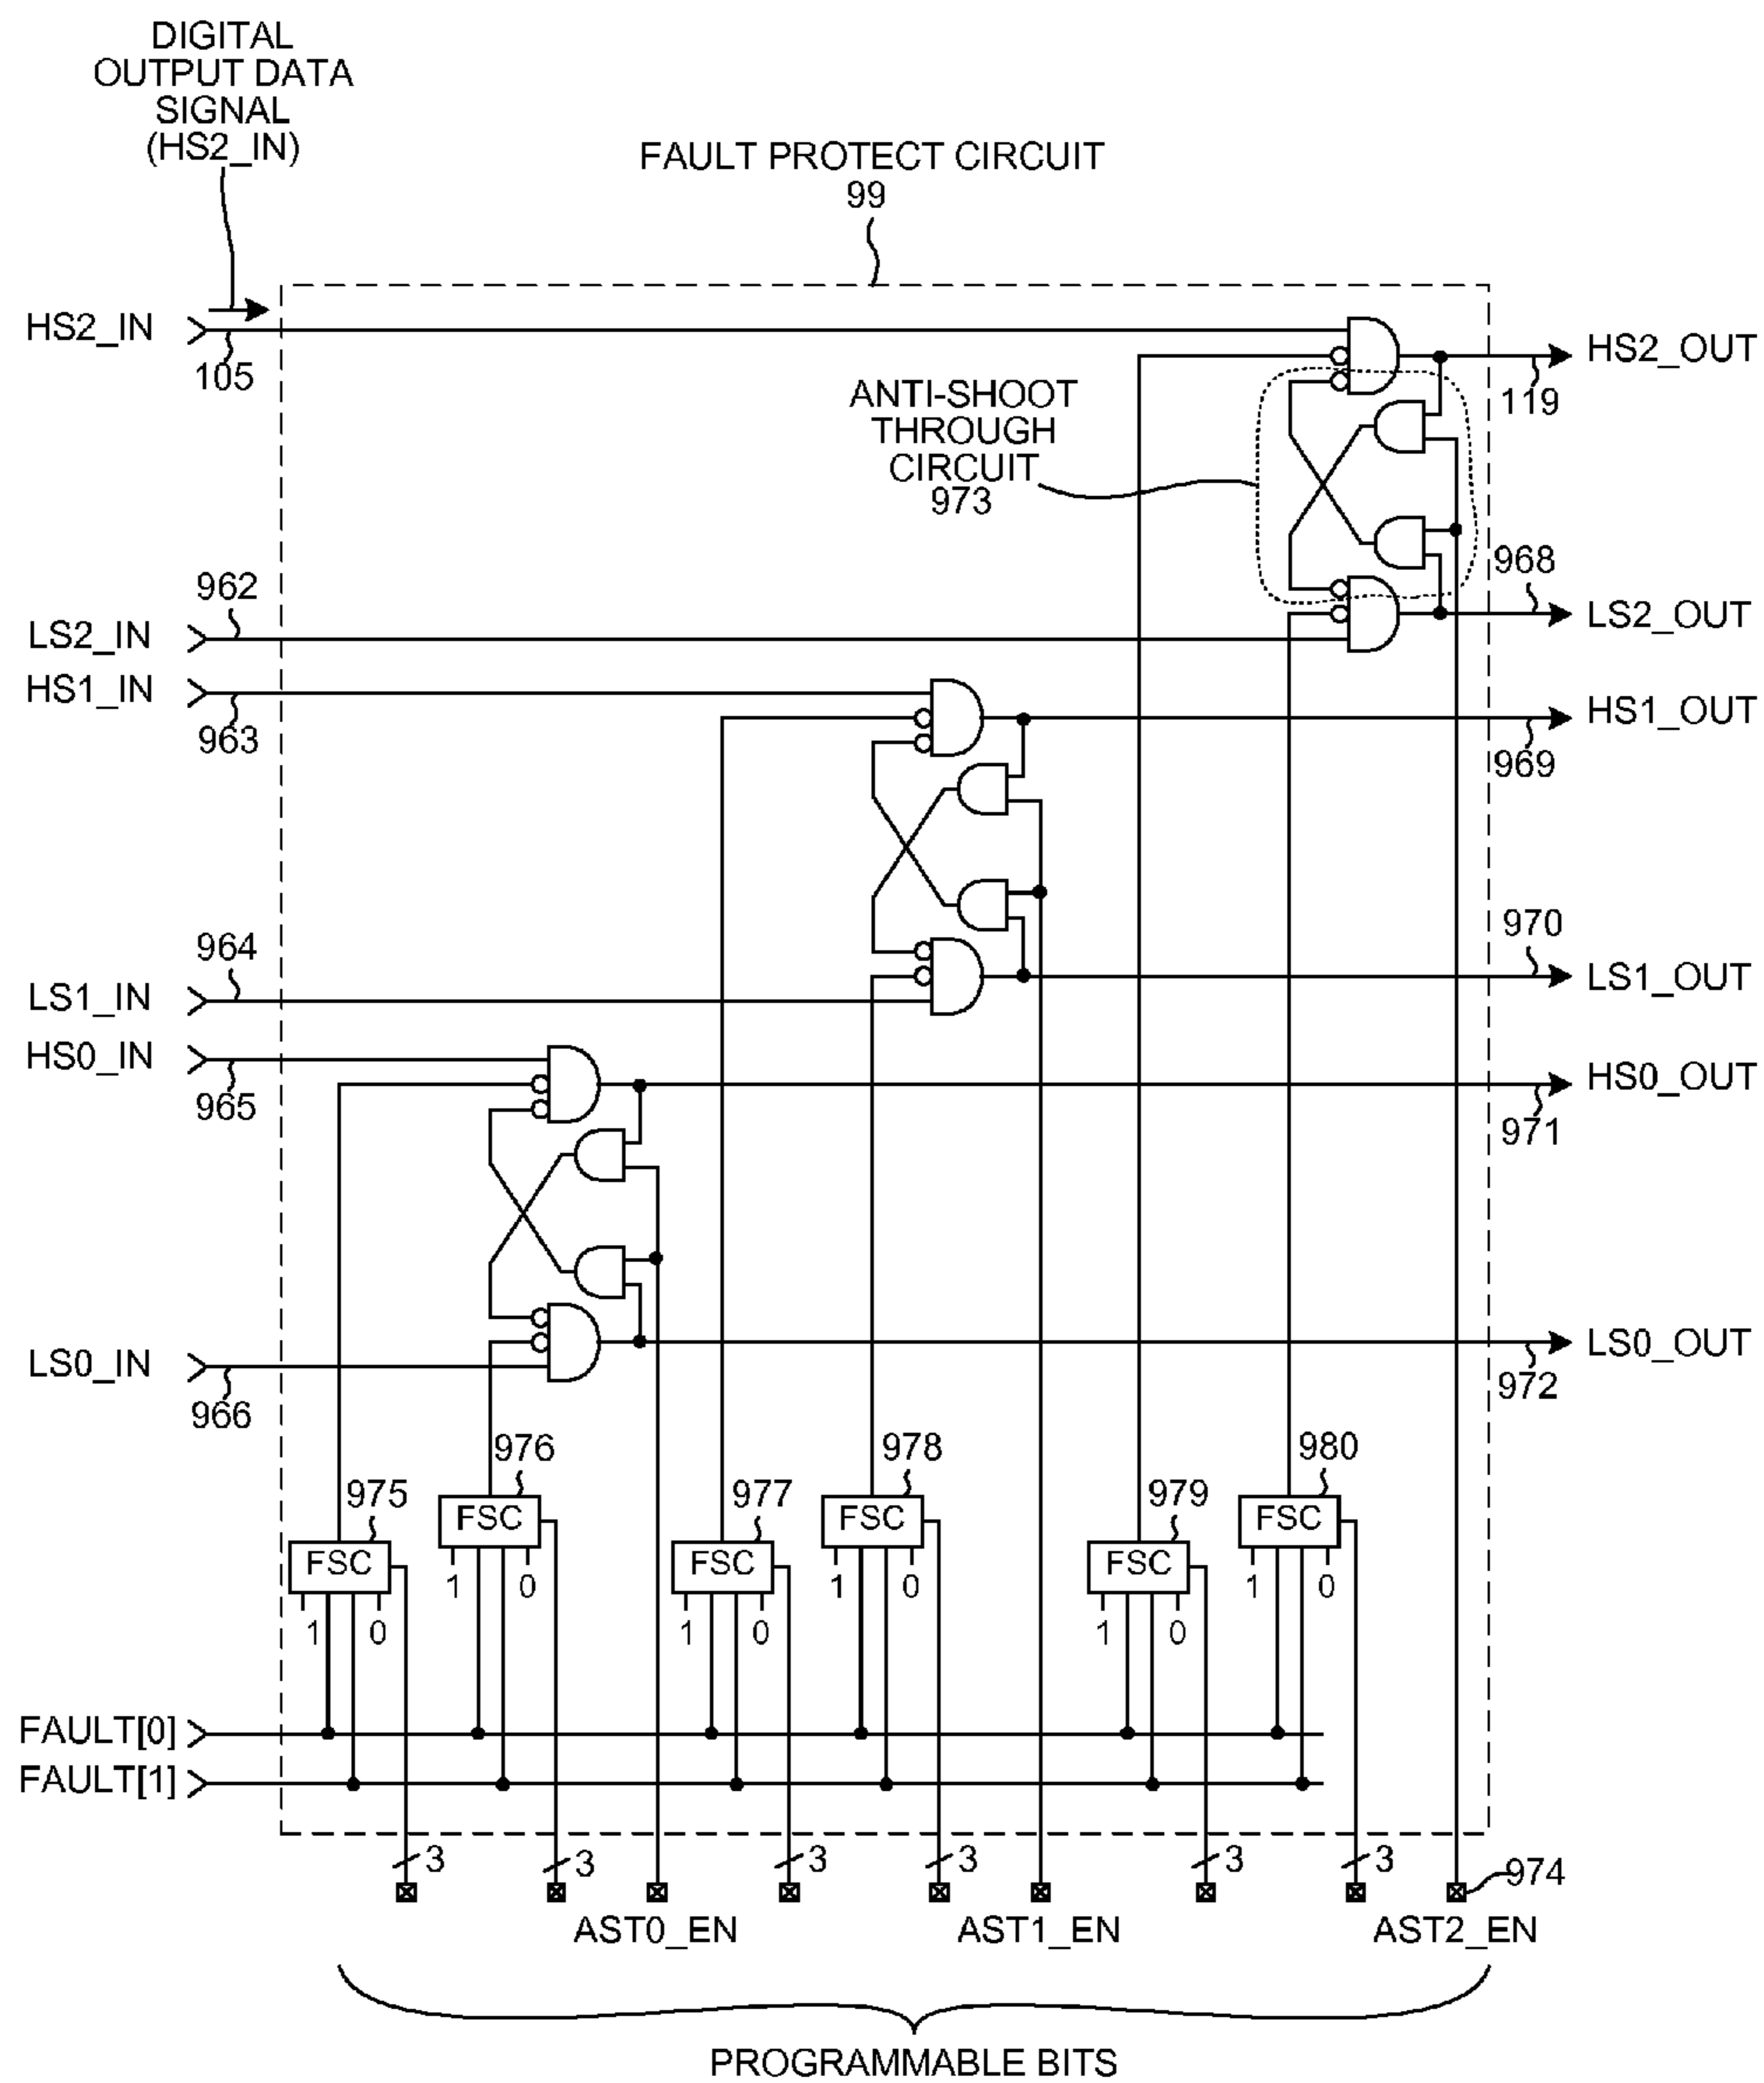 DIGITAL
OUTPUT DATA
SIGNAL
(HS2_IN)
FAULT PROTECT CIRCUIT
99
HS2_IN
105
HS2_OUT
119
ANTI-SHOOT
THROUGH
CIRCUIT
973
962
LS2_IN
968
LS2_OUT
HS1_IN
963
HS1_OUT
969
964
LS1_IN
970
LS1_OUT
HS0_IN
965
HS0_OUT
971
LS0_IN
966
LS0_OUT
972
975
FSC
1
0
976
FSC
1
0
977
FSC
1
0
978
FSC
1
0
979
FSC
1
0
980
FSC
1
0
FAULT[0]
FAULT[1]
3
3
3
3
3
3
974
AST0_EN
AST1_EN
AST2_EN
PROGRAMMABLE BITS